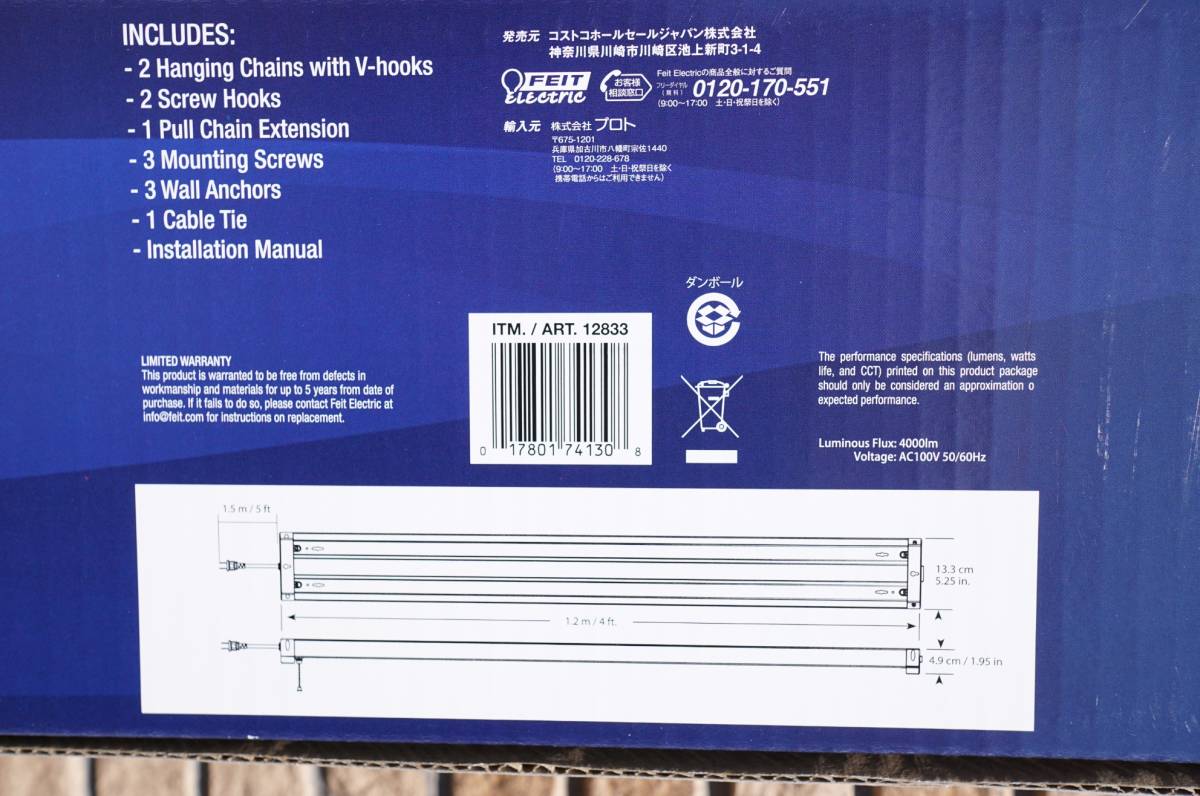 INCLUDES:
- 2 Hanging Chains with V-hooks
- 2 Screw Hooks
- 1 Pull Chain Extension
- 3 Mounting Screws
- 3 Wall Anchors
- 1 Cable Tie
- Installation Manual
発売元 コストコホールセールジャパン株式会社
神奈川県川崎市川崎区池上新町3-1-4
FEIT
ELECTRIC
お客様
相談窓口
Feit Electricの商品全般に対するご質問
フリーダイヤル
(無料)
0120-170-551
(9:00～17:00 土・日・祝祭日を除く)
輸入元 株式会社 プロト
〒675-1201
兵庫県加古川市八幡町宗佐1440
TEL 0120-228-678
(9:00～17:00 土・日・祝祭日を除く
携帯電話からはご利用できません)
ダンボール
LIMITED WARRANTY
This product is warranted to be free from defects in
workmanship and materials for up to 5 years from date of
purchase. If it fails to do so, please contact Feit Electric at
info@feit.com for instructions on replacement.
ITM. / ART. 12833
0 17801 74130 8
The performance specifications (lumens, watts
life, and CCT) printed on this product package
should only be considered an approximation o
expected performance.
Luminous Flux: 4000lm
Voltage: AC100V 50/60Hz
1.5 m / 5 ft
13.3 cm
5.25 in.
1.2 m / 4 ft.
4.9 cm / 1.95 in